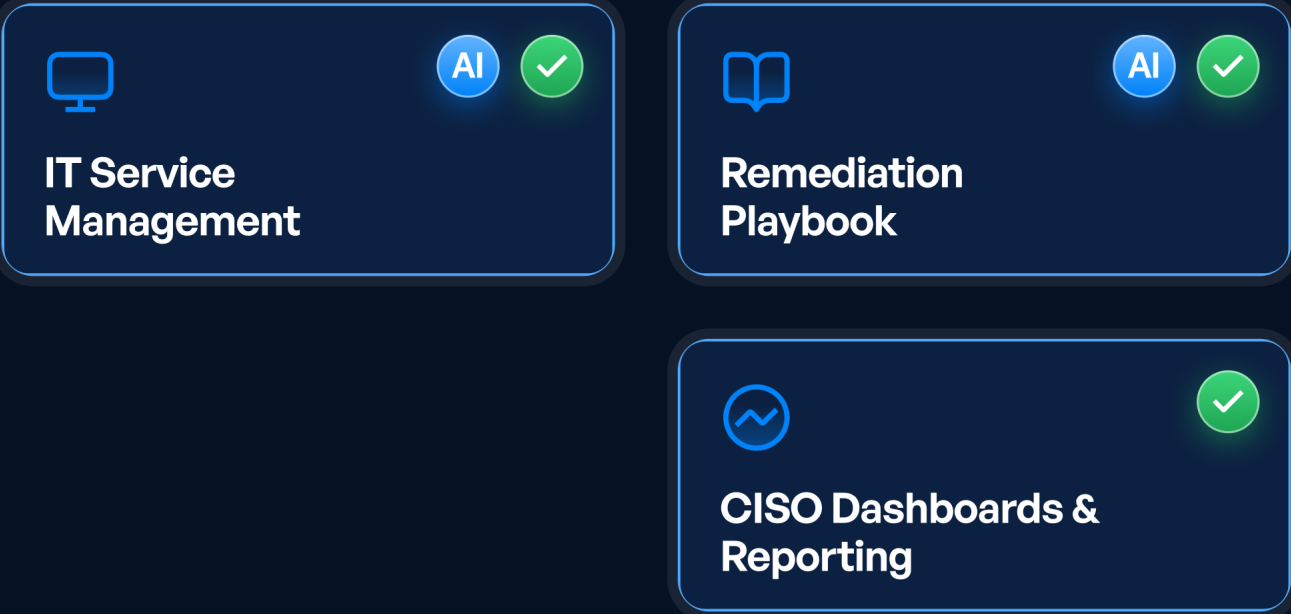 AI
IT Service
Management
AI
Remediation
Playbook
CISO Dashboards &
Reporting